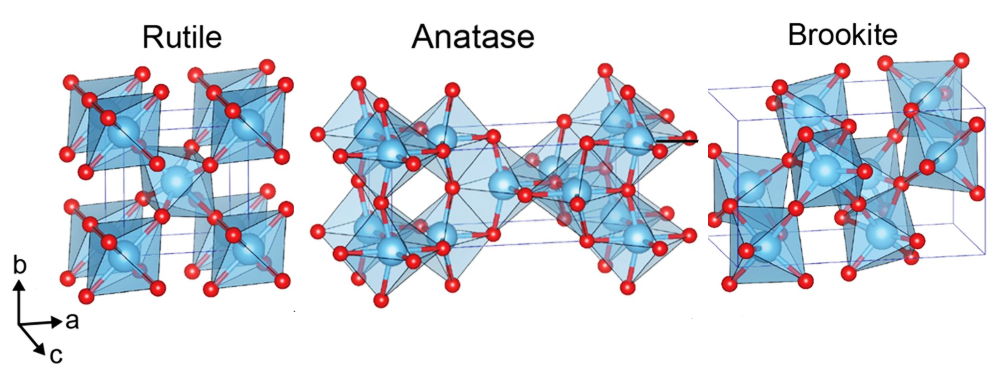 Rutile
Anatase
Brookite
b
a
c